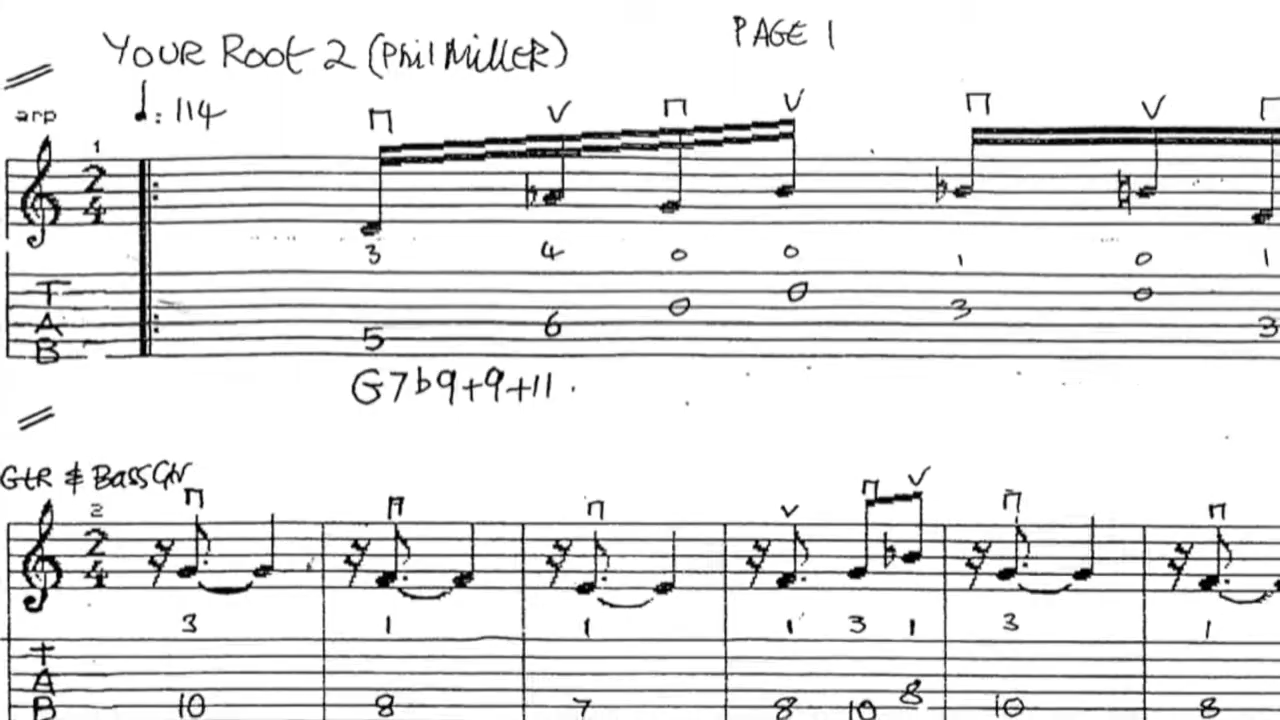 YOUR ROOT 2 (Phil Miller)
PAGE 1
arp
♩: 114
1
2
4
3 4 0 0 1 0 1
T
A
B
5 6 0 0 3 0 3
G7b9+9+11.
GtR & Bass Gtr
2
2
4
3 1 1 1 3 1 3 1
T
A
B
10 8 7 8 10 8 10 8